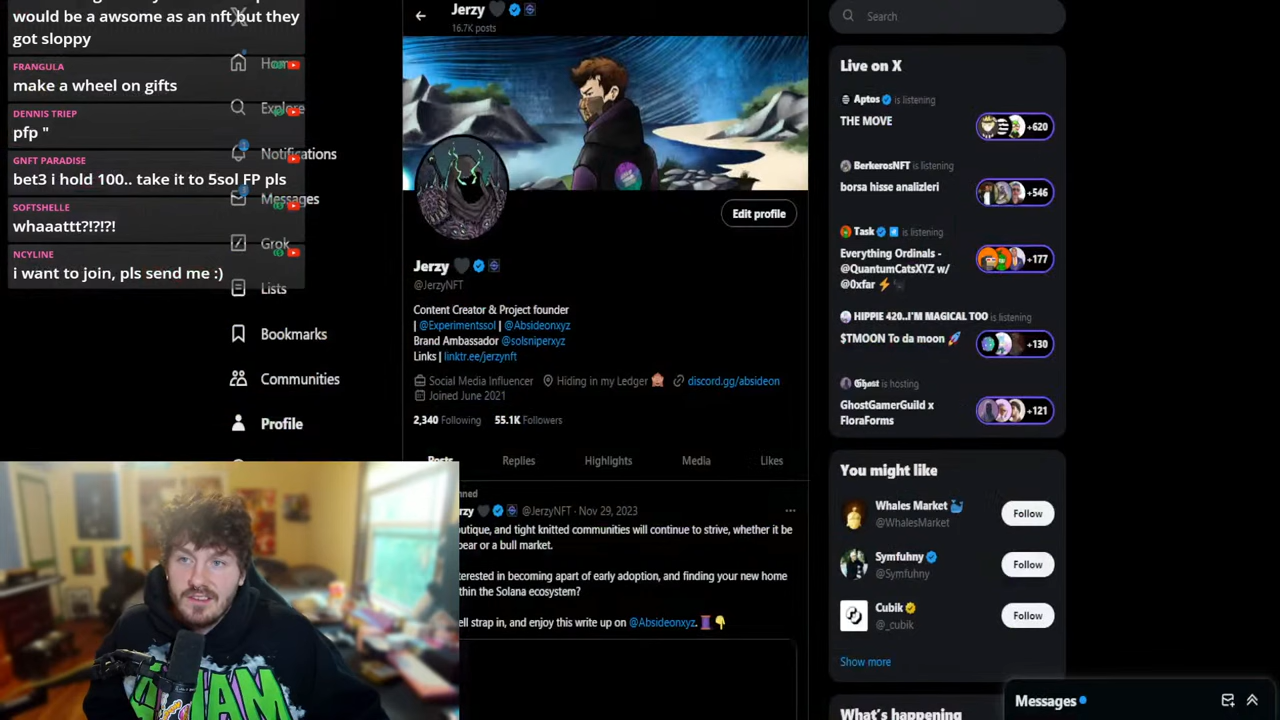 would be a awsome as an nft but they
got sloppy
FRANGULA
make a wheel on gifts
DENNIS TRIEP
pfp "
GNFT PARADISE
bet3 i hold 100.. take it to 5sol FP pls
SOFTSHELLE
whaaattt?!?!?!
NCYLINE
i want to join, pls send me :)
Home
Explore
Notifications
Messages
Grok
Lists
Bookmarks
Communities
Profile
Jerzy
16.7K posts
Edit profile
Jerzy
@JerzyNFT
Content Creator & Project founder
| @Experimentssol | @Absideonxyz
Brand Ambassador @solsniperxyz
Links | linktr.ee/jerzynft
Social Media Influencer Hiding in my Ledger discord.gg/absideon
Joined June 2021
2,340 Following 55.1K Followers
Posts Replies Highlights Media Likes
@JerzyNFT · Nov 29, 2023
and tight knitted communities will continue to strive, whether it be
bear or a bull market.
in becoming apart of early adoption, and finding your new home
the Solana ecosystem?
strap in, and enjoy this write up on @Absideonxyz.
Search
Live on X
Aptos is listening
THE MOVE
+620
BerkerosNFT is listening
borsa hisse analizleri
+546
Task is listening
Everything Ordinals -
@QuantumCatsXYZ w/
@0xfar
+177
HIPPIE 420..I'M MAGICAL TOO is listening
$TMOON To da moon
+130
Ghost is hosting
GhostGamerGuild x
FloraForms
+121
You might like
Whales Market
@WhalesMarket
Follow
Symfuhny
@Symfuhny
Follow
Cubik
@_cubik
Follow
Show more
What's happening
Messages